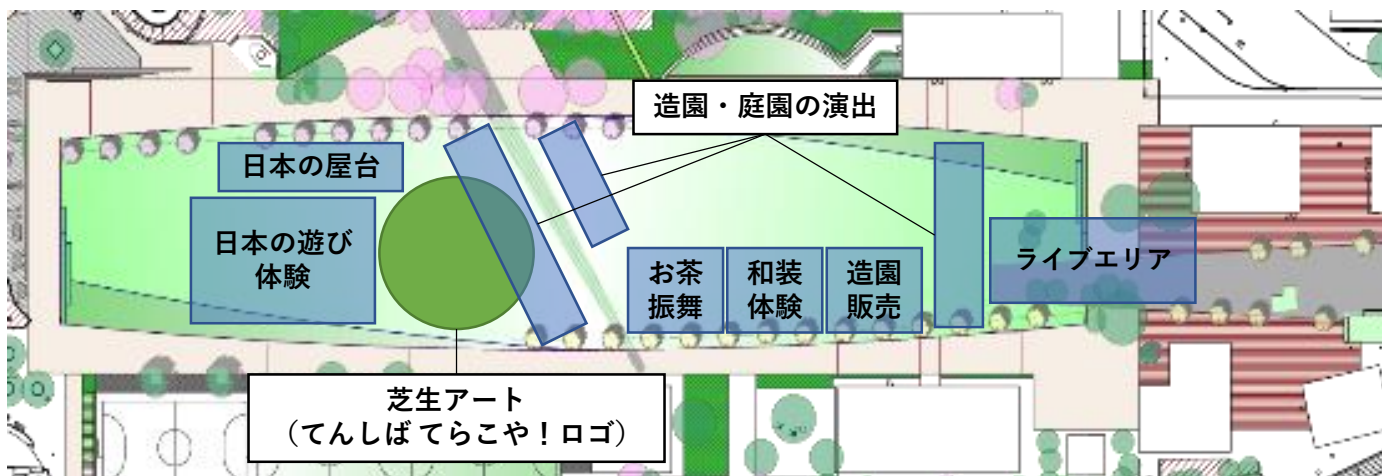 造園・庭園の演出
日本の屋台
日本の遊び
体験
お茶
振舞
和装
体験
造園
販売
ライブエリア
芝生アート
（てんしば てらこや！ロゴ）